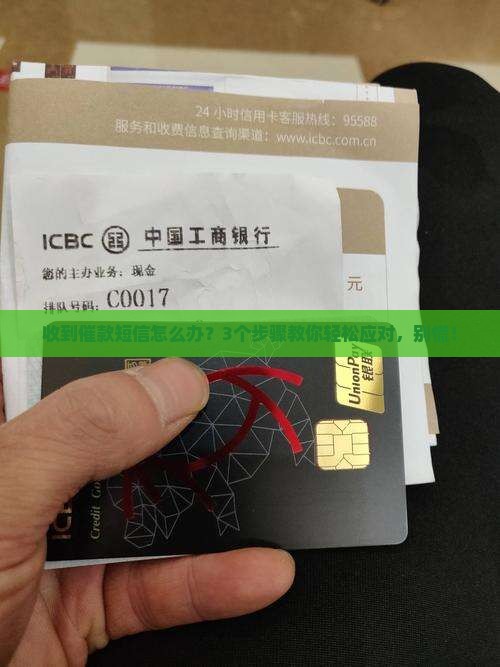 24 小时信用卡客服热线：95588
服务和收费信息查询渠道：www.icbc.com.cn
ICBC 中国工商银行
您的主办业务：现金
排队号码：C0017
元
收到催款短信怎么办？3个步骤教你轻松应对，别
UnionPay
银联
Credit